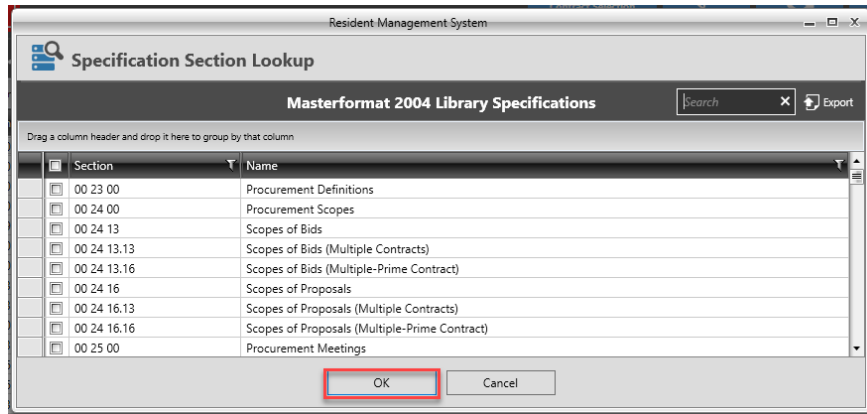 Resident Management System
Specification Section Lookup
Masterformat 2004 Library Specifications
Search
Export
Drag a column header and drop it here to group by that column
Section Name
00 23 00 Procurement Definitions
00 24 00 Procurement Scopes
00 24 13 Scopes of Bids
00 24 13.13 Scopes of Bids (Multiple Contracts)
00 24 13.16 Scopes of Bids (Multiple-Prime Contract)
00 24 16 Scopes of Proposals
00 24 16.13 Scopes of Proposals (Multiple Contracts)
00 24 16.16 Scopes of Proposals (Multiple-Prime Contract)
00 25 00 Procurement Meetings
OK Cancel